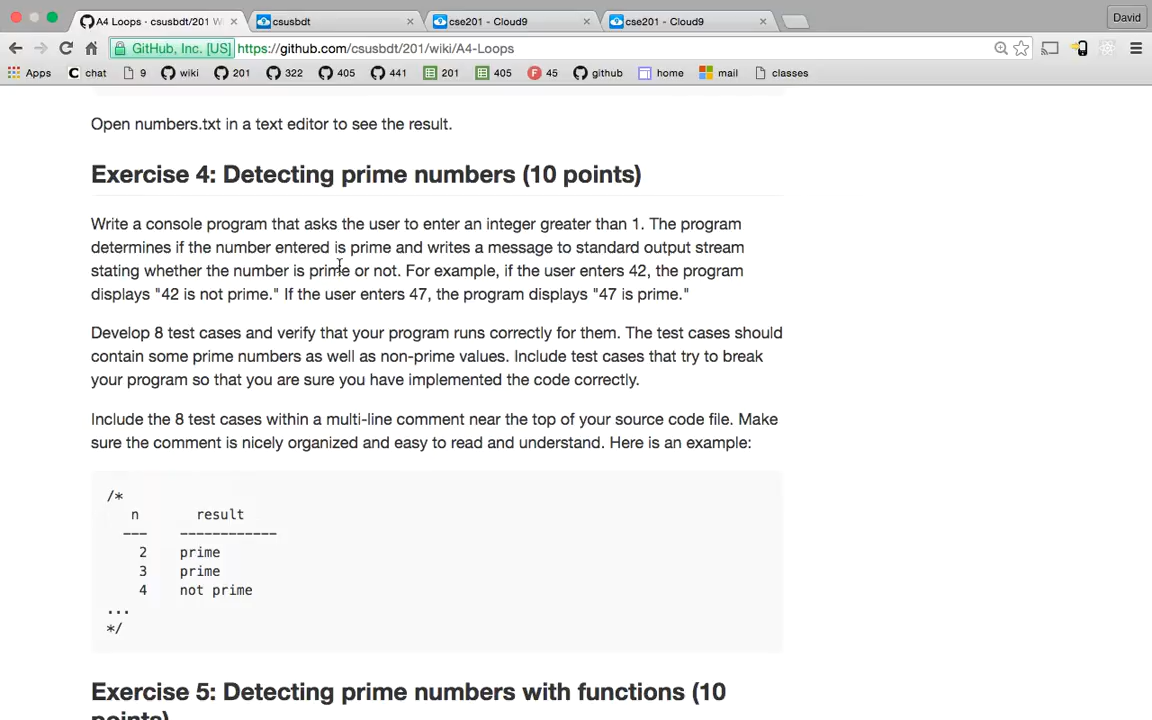 A4 Loops · csusbdt/201 Wi
csusbdt
cse201 - Cloud9
cse201 - Cloud9
David
GitHub, Inc. [US] https://github.com/csusbdt/201/wiki/A4-Loops
Apps C chat 9 wiki 201 322 405 441 201 405 F 45 github home mail classes
Open numbers.txt in a text editor to see the result.
Exercise 4: Detecting prime numbers (10 points)
Write a console program that asks the user to enter an integer greater than 1. The program
determines if the number entered is prime and writes a message to standard output stream
stating whether the number is prime or not. For example, if the user enters 42, the program
displays "42 is not prime." If the user enters 47, the program displays "47 is prime."
Develop 8 test cases and verify that your program runs correctly for them. The test cases should
contain some prime numbers as well as non-prime values. Include test cases that try to break
your program so that you are sure you have implemented the code correctly.
Include the 8 test cases within a multi-line comment near the top of your source code file. Make
sure the comment is nicely organized and easy to read and understand. Here is an example:
/*
n result
--- ------------
2 prime
3 prime
4 not prime
...
*/
Exercise 5: Detecting prime numbers with functions (10
points)